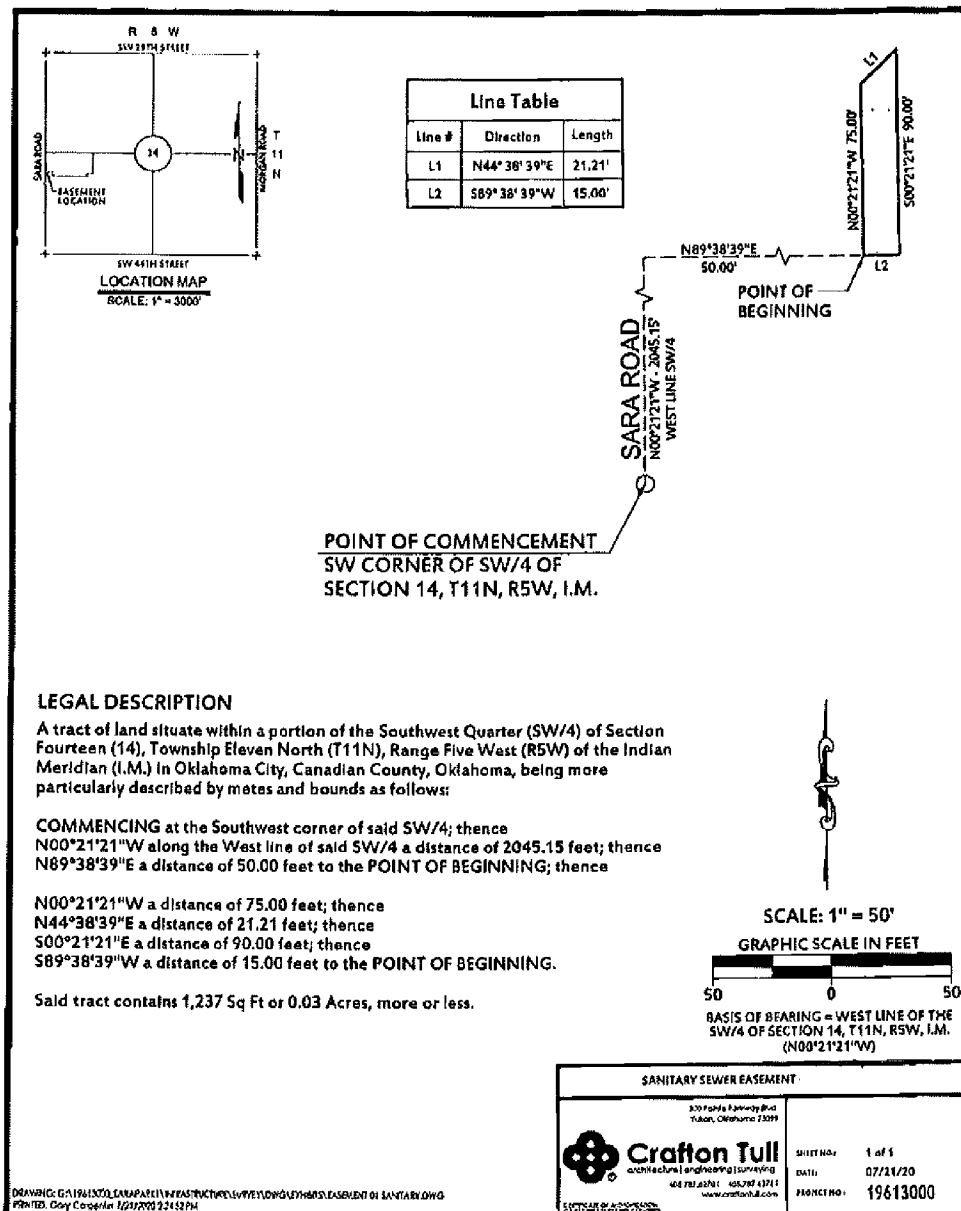 R 8 W
SW 29TH STREET
SARA ROAD
14
MORGAN ROAD
T
11
N
EASEMENT
LOCATION
SW 44TH STREET
LOCATION MAP
SCALE: 1" = 3000'
Line Table
Line # Direction Length
L1 N44°38'39"E 21.21'
L2 S89°38'39"W 15.00'
L1
N00°21'21"W 75.00'
S00°21'21"E 90.00'
L2
N89°38'39"E
50.00'
POINT OF
BEGINNING
SARA ROAD
N00°21'21"W - 2045.15'
WEST LINE SW/4
POINT OF COMMENCEMENT
SW CORNER OF SW/4 OF
SECTION 14, T11N, R5W, I.M.
LEGAL DESCRIPTION
A tract of land situate within a portion of the Southwest Quarter (SW/4) of Section
Fourteen (14), Township Eleven North (T11N), Range Five West (R5W) of the Indian
Meridian (I.M.) in Oklahoma City, Canadian County, Oklahoma, being more
particularly described by metes and bounds as follows:
COMMENCING at the Southwest corner of said SW/4; thence
N00°21'21"W along the West line of said SW/4 a distance of 2045.15 feet; thence
N89°38'39"E a distance of 50.00 feet to the POINT OF BEGINNING; thence
N00°21'21"W a distance of 75.00 feet; thence
N44°38'39"E a distance of 21.21 feet; thence
S00°21'21"E a distance of 90.00 feet; thence
S89°38'39"W a distance of 15.00 feet to the POINT OF BEGINNING.
Said tract contains 1,237 Sq Ft or 0.03 Acres, more or less.
SCALE: 1" = 50'
GRAPHIC SCALE IN FEET
50 0 50
BASIS OF BEARING = WEST LINE OF THE
SW/4 OF SECTION 14, T11N, R5W, I.M.
(N00°21'21"W)
SANITARY SEWER EASEMENT
300 Pointe Parkway Blvd
Yukon, Oklahoma 73099
Crafton Tull
architecture | engineering | surveying
www.craftontull.com
SHEET NO.: 1 of 1
DATE: 07/21/20
PROJECT NO.: 19613000